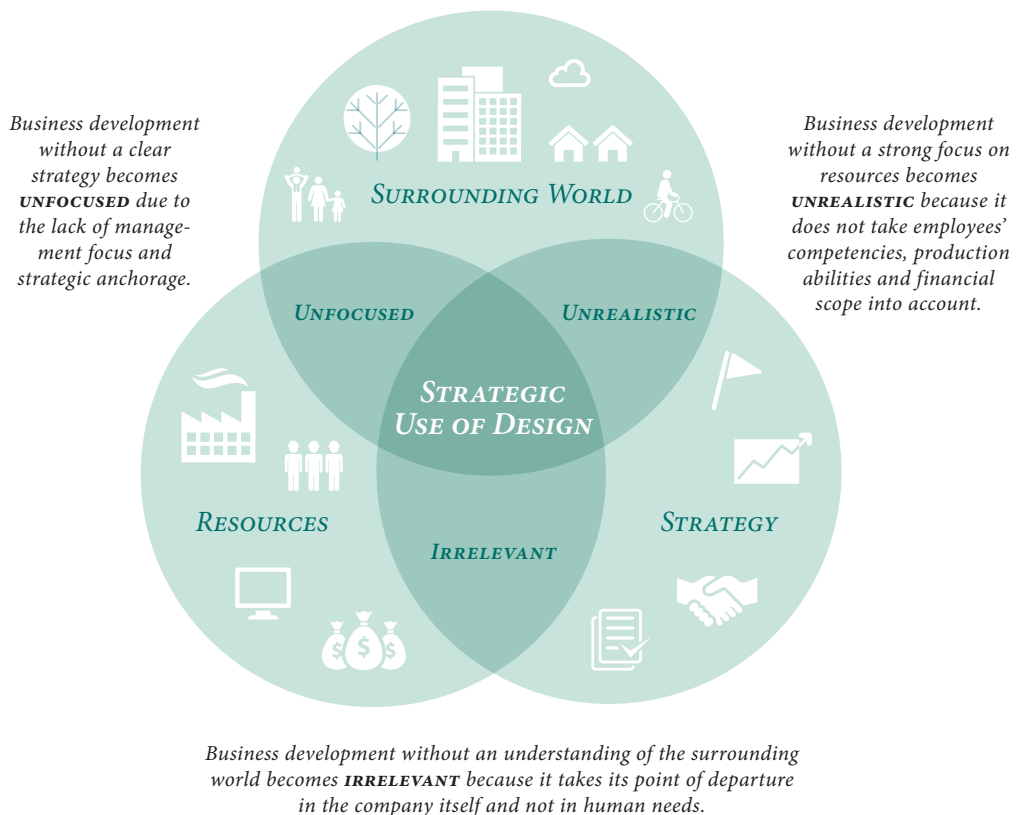 Business development
without a clear
strategy becomes
UNFOCUSED due to
the lack of manage-
ment focus and
strategic anchorage.
Business development
without a strong focus on
resources becomes
UNREALISTIC because it
does not take employees’
competencies, production
abilities and financial
scope into account.
SURROUNDING WORLD
UNFOCUSED
UNREALISTIC
STRATEGIC
USE OF DESIGN
RESOURCES
STRATEGY
IRRELEVANT
$ $ $
Business development without an understanding of the surrounding
world becomes IRRELEVANT because it takes its point of departure
in the company itself and not in human needs.